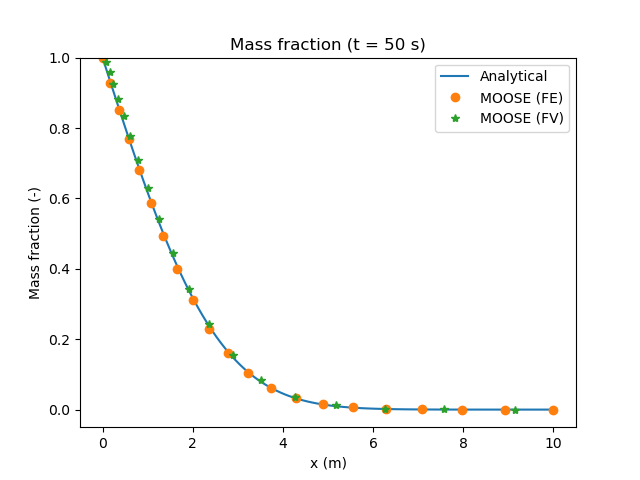 Mass fraction (t = 50 s)
Analytical
MOOSE (FE)
MOOSE (FV)
Mass fraction (-)
1.0
0.8
0.6
0.4
0.2
0.0
0
2
4
6
8
10
x (m)